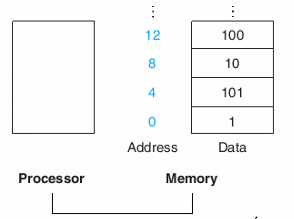 ⋮ ⋮
12 100
8 10
4 101
0 1
Address Data
Processor Memory